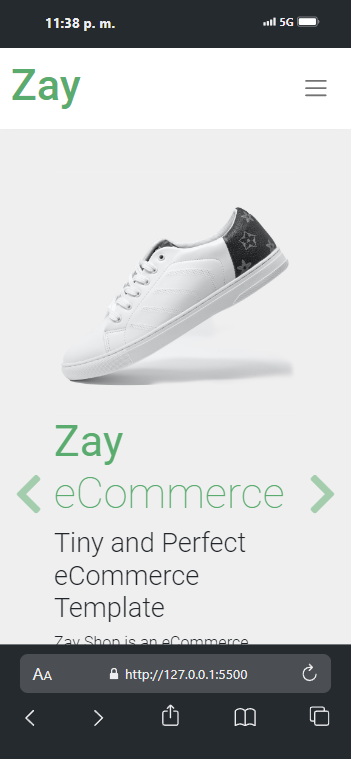 11:38 p. m.
5G
Zay
Zay
eCommerce
Tiny and Perfect
eCommerce
Template
Zay Shop is an eCommerce
AA
http://127.0.0.1:5500